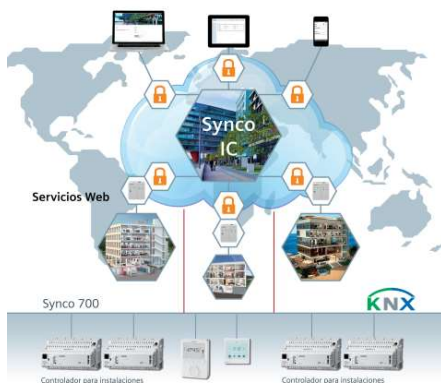 Synco
IC
Servicios Web
Synco 700
KNX
Controlador para instalaciones
Controlador para instalaciones